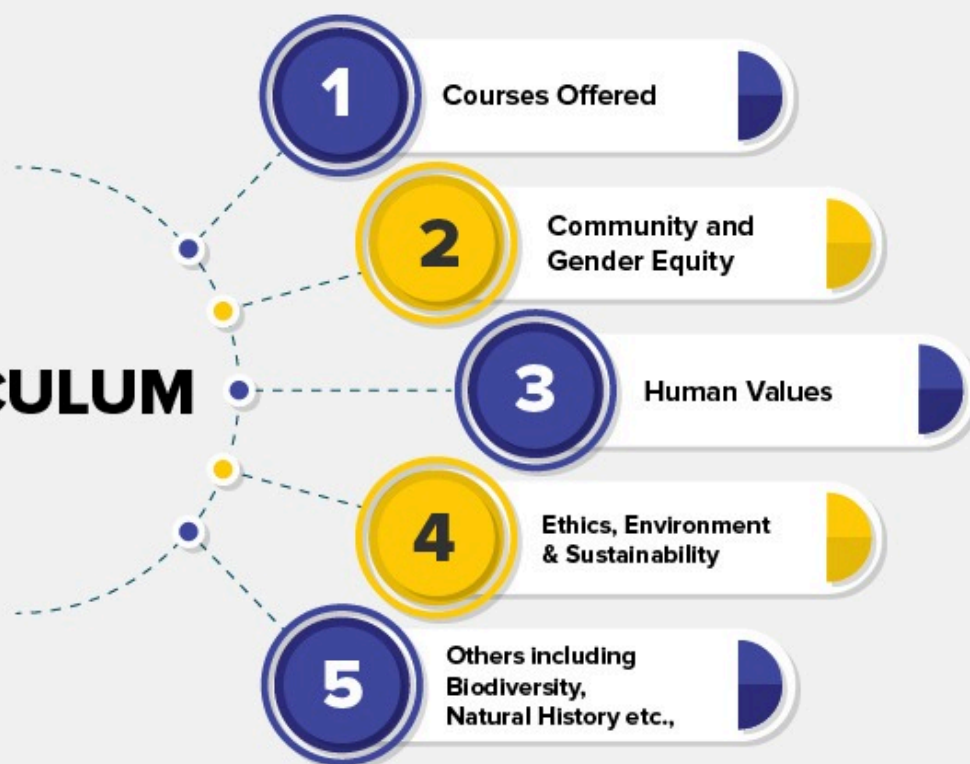 1
Courses Offered
2
Community and
Gender Equity
CULUM
3
Human Values
4
Ethics, Environment
& Sustainability
5
Others including
Biodiversity,
Natural History etc.,